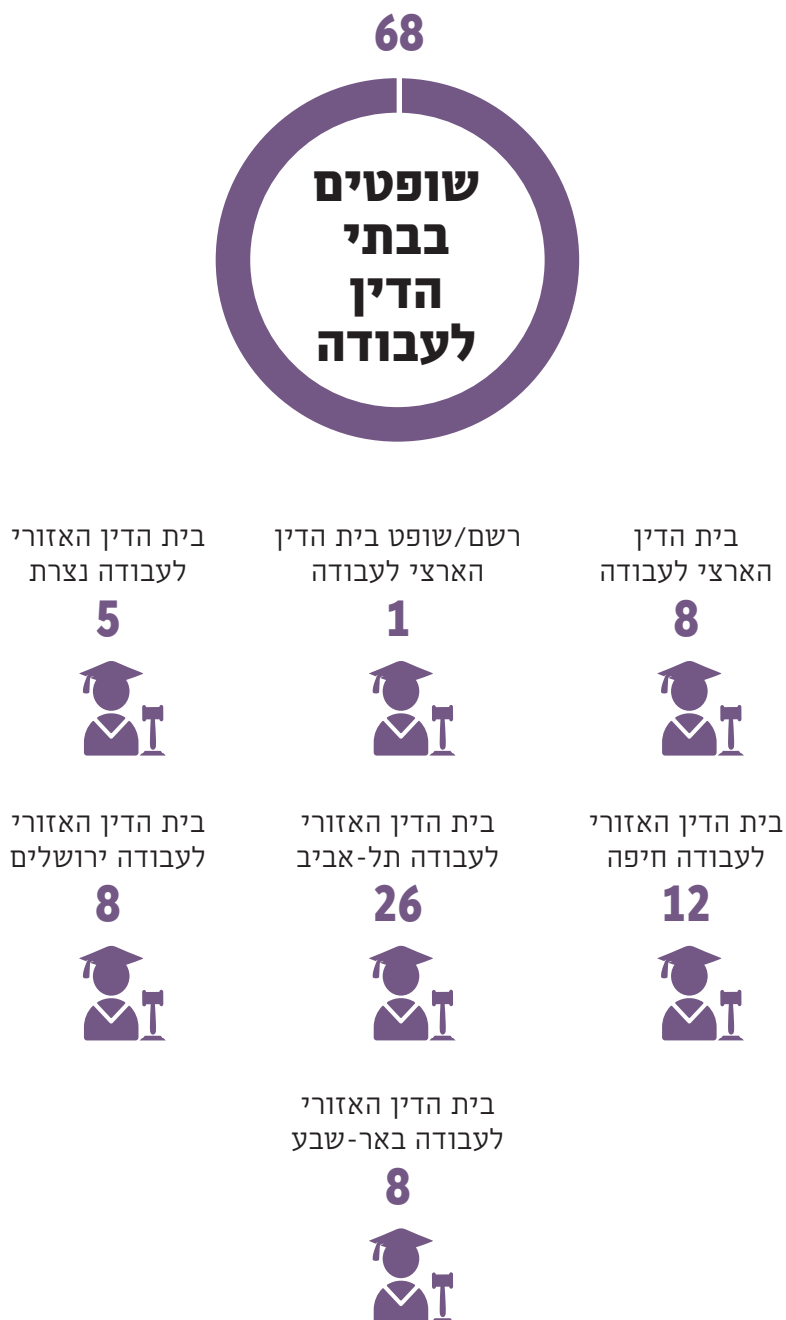 68
שופטים
בבתי
הדין
לעבודה
בית הדין
הארצי לעבודה
8
רשם/שופט בית הדין
הארצי לעבודה
1
בית הדין האזורי
לעבודה נצרת
5
בית הדין האזורי
לעבודה חיפה
12
בית הדין האזורי
לעבודה תל-אביב
26
בית הדין האזורי
לעבודה ירושלים
8
בית הדין האזורי
לעבודה באר-שבע
8